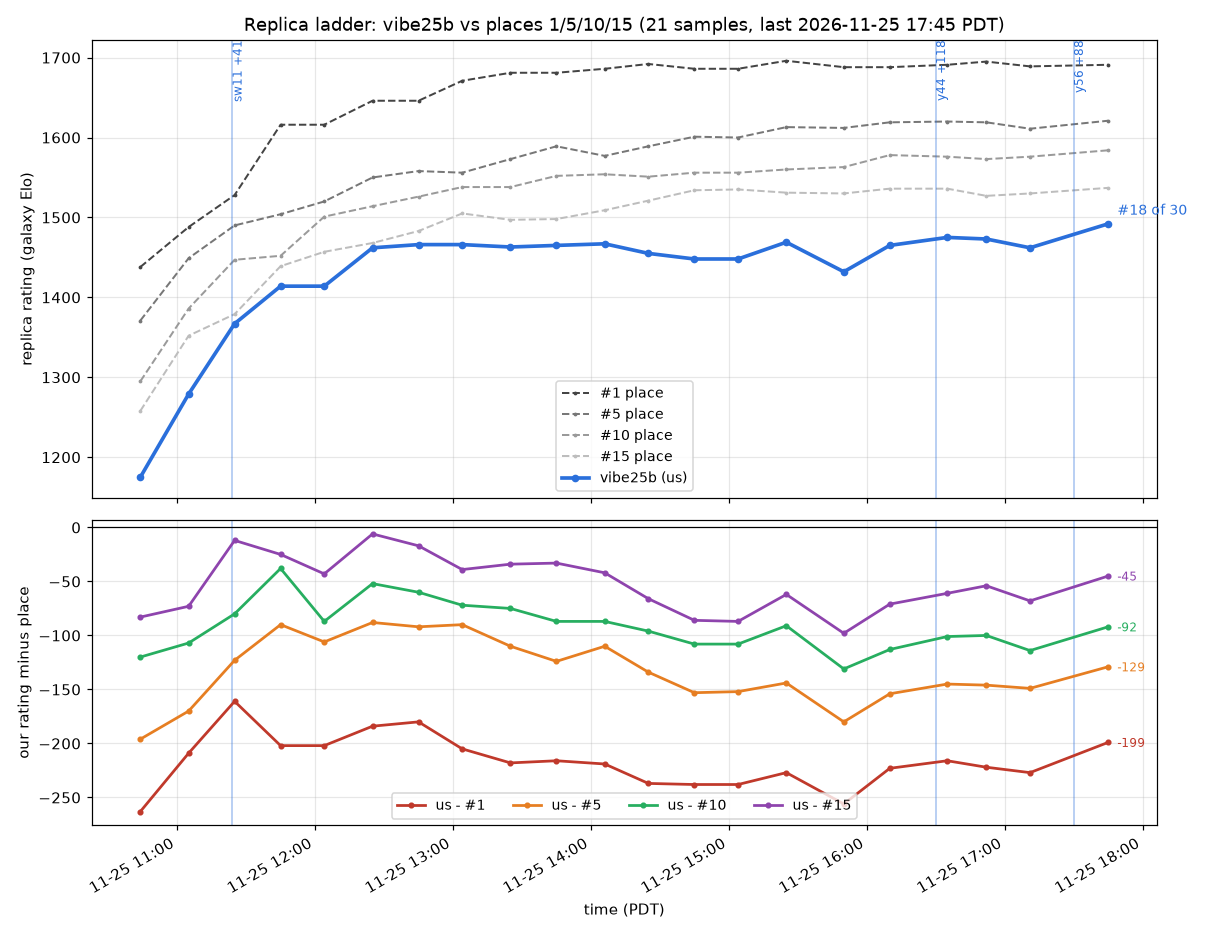 Replica ladder: vibe25b vs places 1/5/10/15 (21 samples, last 2026-11-25 17:45 PDT)
replica rating (galaxy Elo)
1700
1600
1500
1400
1300
1200
sw11 +41
y44 +118
y56 +88
#18 of 30
#1 place
#5 place
#10 place
#15 place
vibe25b (us)
our rating minus place
0
−50
−100
−150
−200
−250
-45
-92
-129
-199
us - #1
us - #5
us - #10
us - #15
11-25 11:00
11-25 12:00
11-25 13:00
11-25 14:00
11-25 15:00
11-25 16:00
11-25 17:00
11-25 18:00
time (PDT)